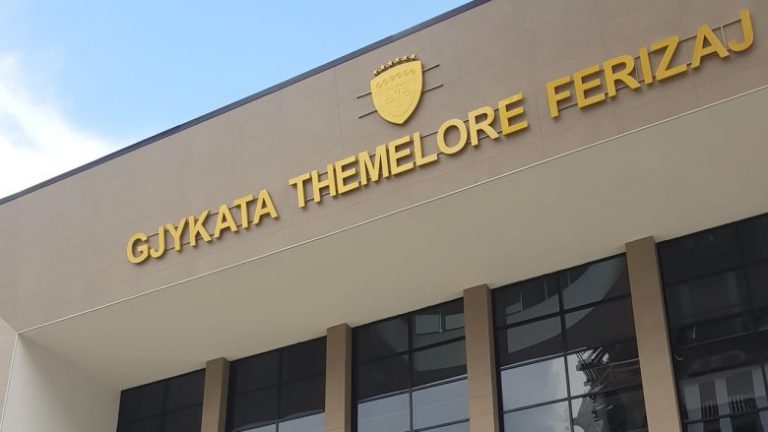 GJYKATA THEMELORE FERIZAJ